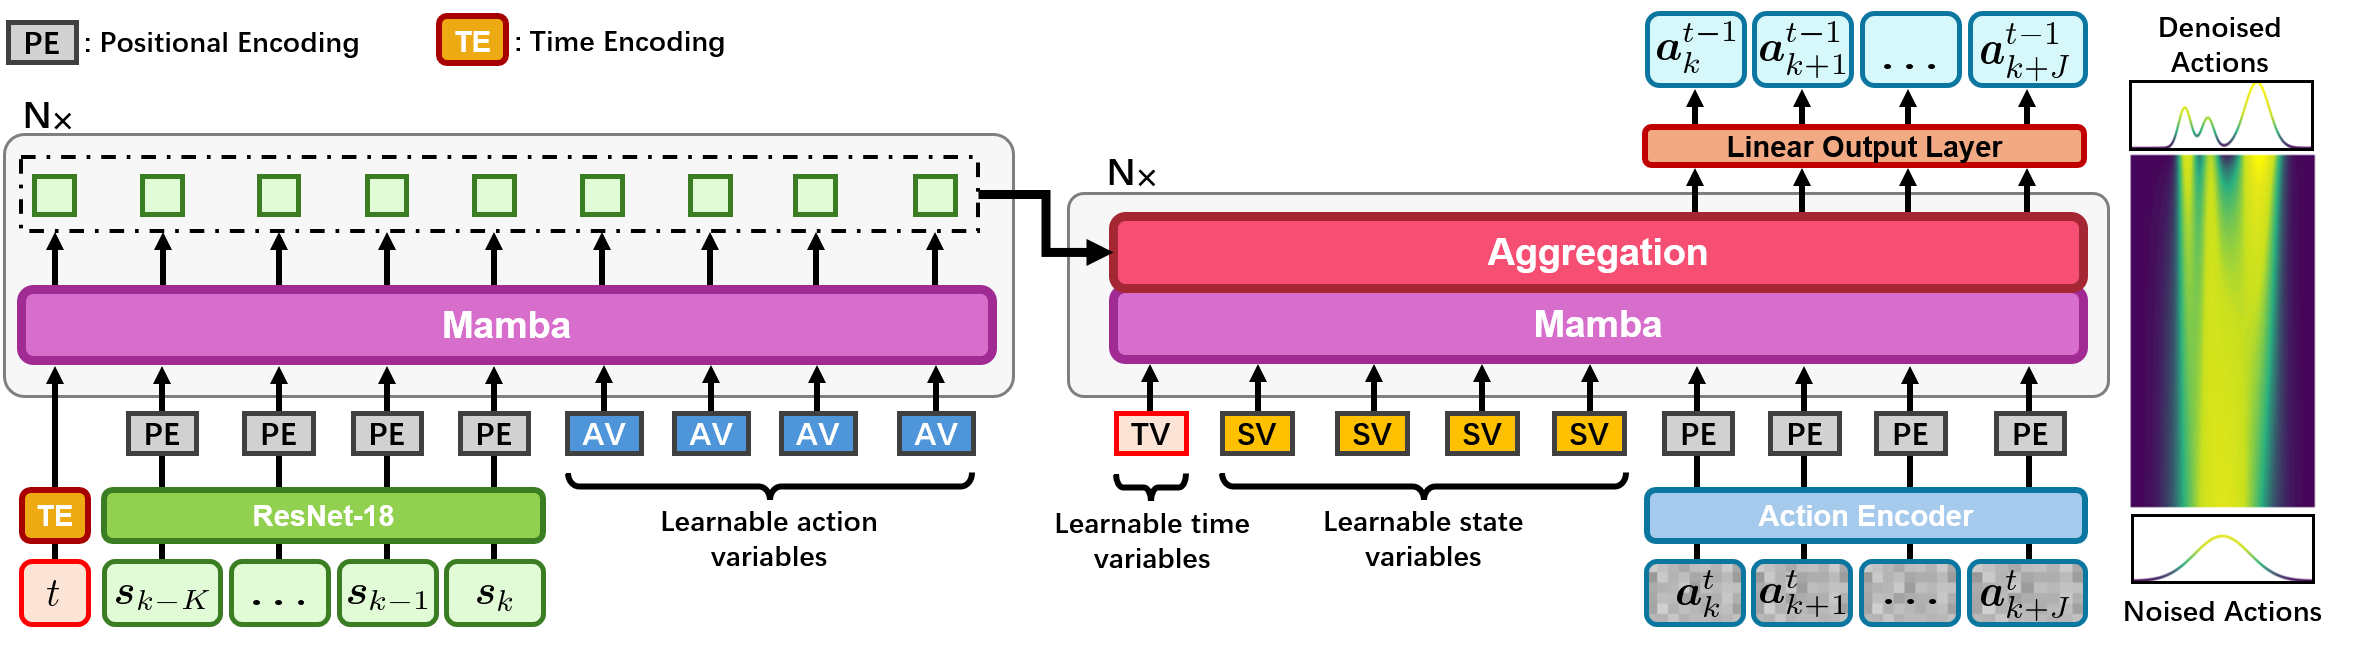 PE : Positional Encoding
TE : Time Encoding
N×
Mamba
PE PE PE PE AV AV AV AV
TE ResNet-18
Learnable action
variables
t s_{k−K} ... s_{k−1} s_k
N×
a_k^{t−1} a_{k+1}^{t−1} ... a_{k+J}^{t−1}
Linear Output Layer
Aggregation
Mamba
TV SV SV SV SV PE PE PE PE
Learnable time
variables
Learnable state
variables
Action Encoder
a_k^t a_{k+1}^t ... a_{k+J}^t
Denoised
Actions
Noised Actions